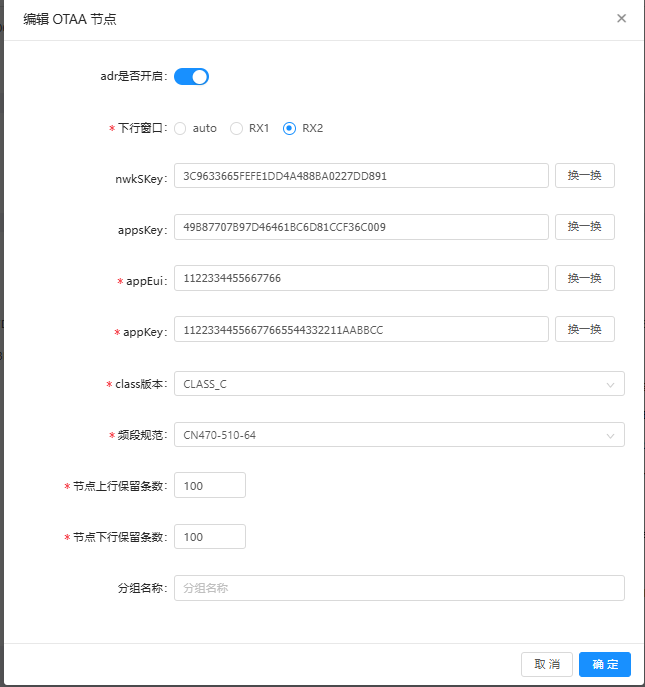 编辑 OTAA 节点
adr是否开启:
* 下行窗口: auto RX1 RX2
nwkSKey: 3C9633665FEFE1DD4A488BA0227DD891 换一换
appsKey: 49B87707B97D46461BC6D81CCF36C009 换一换
* appEui: 1122334455667766 换一换
* appKey: 11223344556677665544332211AABBCC 换一换
* class版本: CLASS_C
* 频段规范: CN470-510-64
* 节点上行保留条数: 100
* 节点下行保留条数: 100
分组名称: 分组名称
取 消 确 定